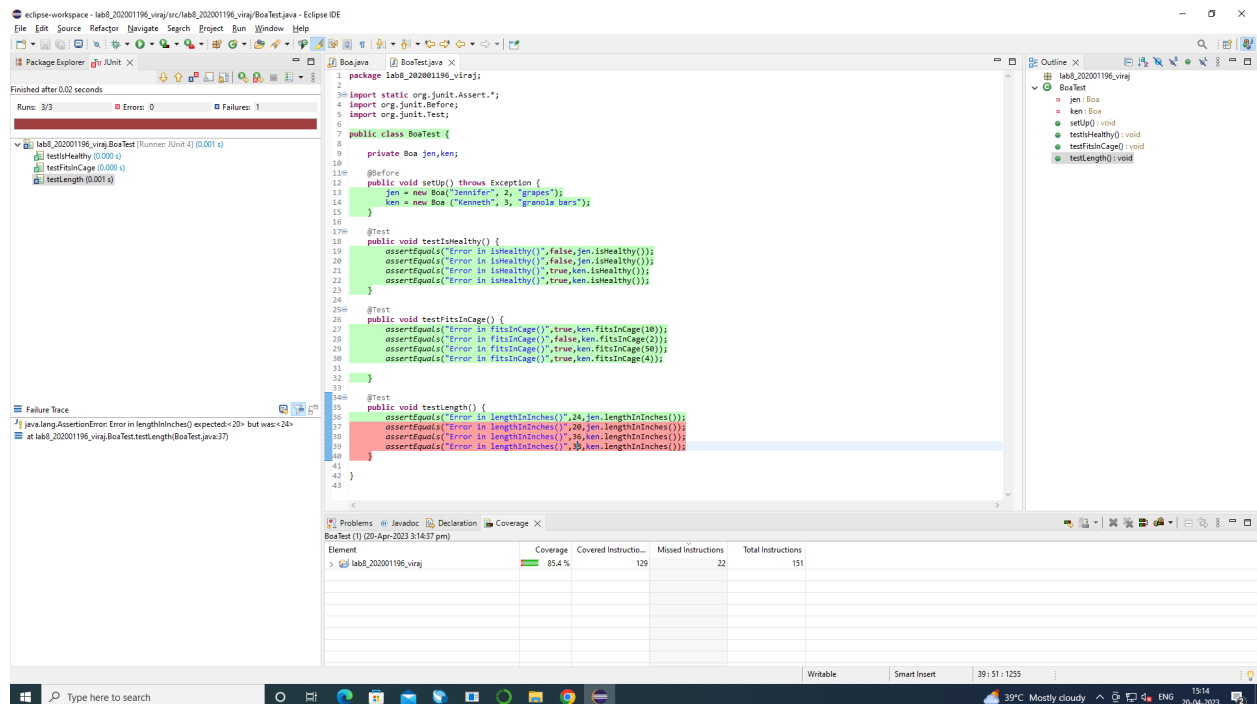 eclipse-workspace - lab8_202001196_viraj/src/lab8_202001196_viraj/BoaTest.java - Eclipse IDE
File Edit Source Refactor Navigate Search Project Run Window Help
Package Explorer JUnit
Finished after 0.02 seconds
Runs: 3/3 Errors: 0 Failures: 1
lab8_202001196_viraj.BoaTest [Runner: JUnit 4] (0.001 s)
testIsHealthy (0.000 s)
testFitsInCage (0.000 s)
testLength (0.001 s)
Failure Trace
java.lang.AssertionError: Error in lengthInInches() expected:<20> but was:<24>
at lab8_202001196_viraj.BoaTest.testLength(BoaTest.java:37)
Boa.java BoaTest.java
1 package lab8_202001196_viraj;
2
3 import static org.junit.Assert.*;
4 import org.junit.Before;
5 import org.junit.Test;
6
7 public class BoaTest {
8
9 private Boa jen,ken;
10
11 @Before
12 public void setUp() throws Exception {
13 jen = new Boa("Jennifer", 2, "grapes");
14 ken = new Boa ("Kenneth", 3, "granola bars");
15 }
16
17 @Test
18 public void testIsHealthy() {
19 assertEquals("Error in isHealthy()",false,jen.isHealthy());
20 assertEquals("Error in isHealthy()",false,jen.isHealthy());
21 assertEquals("Error in isHealthy()",true,ken.isHealthy());
22 assertEquals("Error in isHealthy()",true,ken.isHealthy());
23 }
24
25 @Test
26 public void testFitsInCage() {
27 assertEquals("Error in fitsInCage()",true,ken.fitsInCage(10));
28 assertEquals("Error in fitsInCage()",false,ken.fitsInCage(2));
29 assertEquals("Error in fitsInCage()",true,ken.fitsInCage(50));
30 assertEquals("Error in fitsInCage()",true,ken.fitsInCage(4));
31
32 }
33
34 @Test
35 public void testLength() {
36 assertEquals("Error in lengthInInches()",24,jen.lengthInInches());
37 assertEquals("Error in lengthInInches()",20,jen.lengthInInches());
38 assertEquals("Error in lengthInInches()",36,ken.lengthInInches());
39 assertEquals("Error in lengthInInches()",33,ken.lengthInInches());
40 }
41
42 }
43
Outline
lab8_202001196_viraj
BoaTest
jen : Boa
ken : Boa
setUp() : void
testIsHealthy() : void
testFitsInCage() : void
testLength() : void
Problems Javadoc Declaration Coverage
BoaTest (1) (20-Apr-2023 3:14:37 pm)
Element Coverage Covered Instructio... Missed Instructions Total Instructions
lab8_202001196_viraj 85.4 % 129 22 151
Writable Smart Insert 39 : 51 : 1255
Type here to search
39°C Mostly cloudy ENG 15:14
20-04-2023